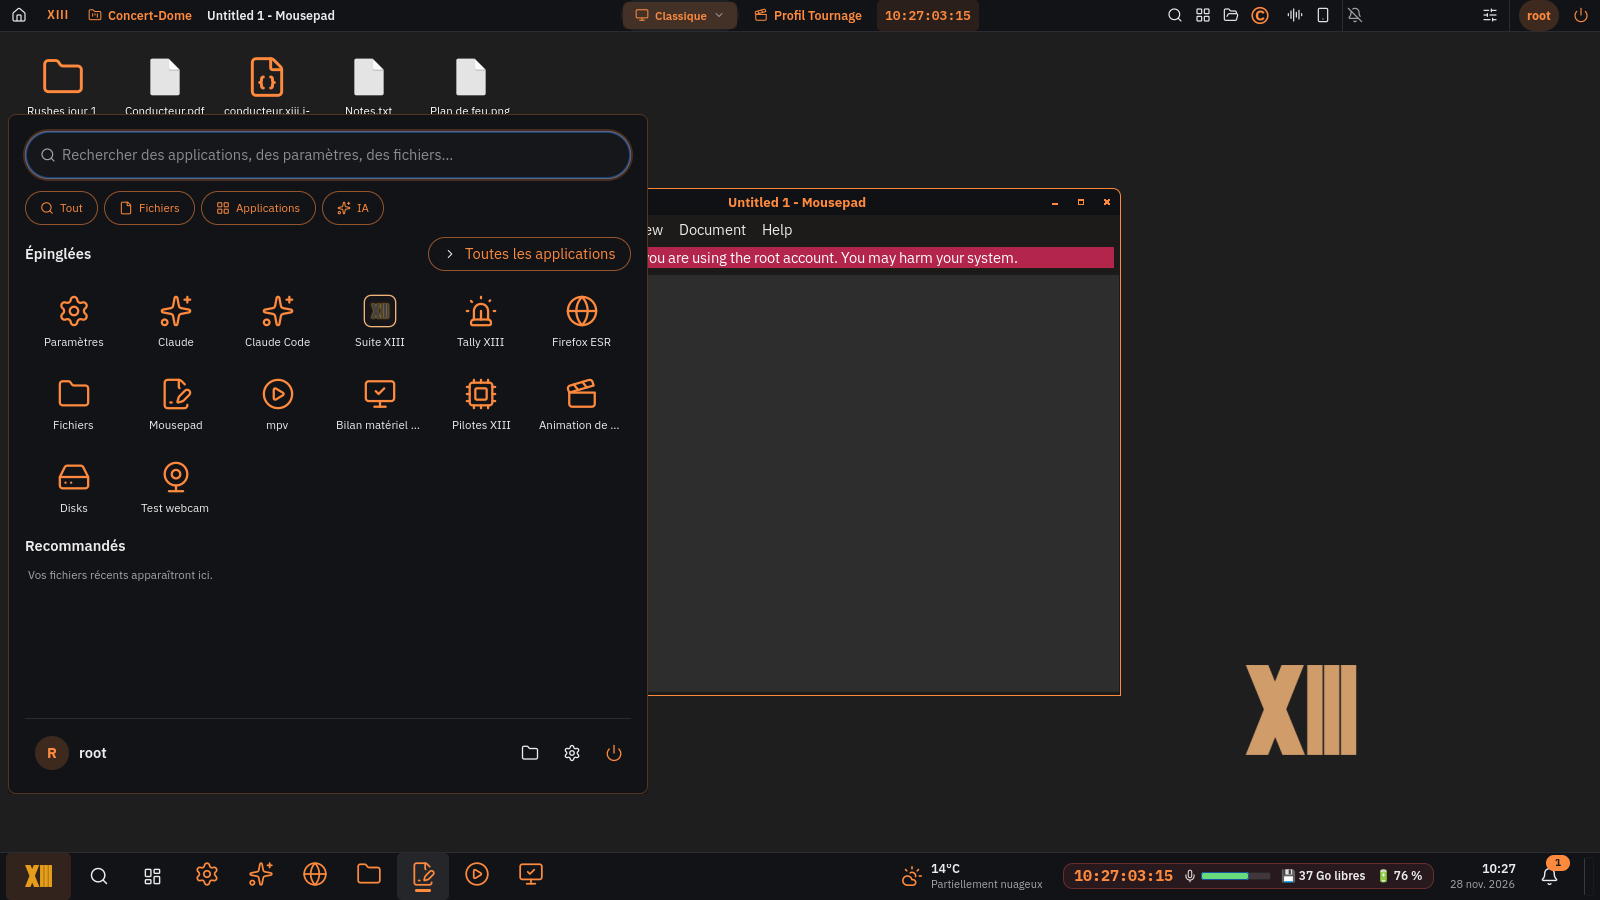 XIII
Concert-Dome
Untitled 1 - Mousepad
Classique
Profil Tournage
10:27:03:15
root
Rushes jour 1
Conducteur.pdf
conducteur.xiii.j-
Notes.txt
Plan de feu.png
Rechercher des applications, des paramètres, des fichiers...
Tout
Fichiers
Applications
IA
Épinglées
Toutes les applications
Paramètres
Claude
Claude Code
Suite XIII
Tally XIII
Firefox ESR
Fichiers
Mousepad
mpv
Bilan matériel ...
Pilotes XIII
Animation de ...
Disks
Test webcam
Recommandés
Vos fichiers récents apparaîtront ici.
R
root
Untitled 1 - Mousepad
ew
Document
Help
you are using the root account. You may harm your system.
XIII
XIII
14°C
Partiellement nuageux
10:27:03:15
37 Go libres
76 %
10:27
28 nov. 2026
1